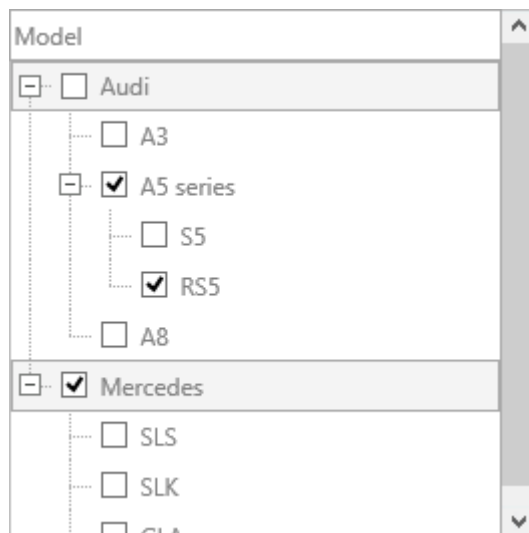 Model
Audi
A3
A5 series
S5
RS5
A8
Mercedes
SLS
SLK